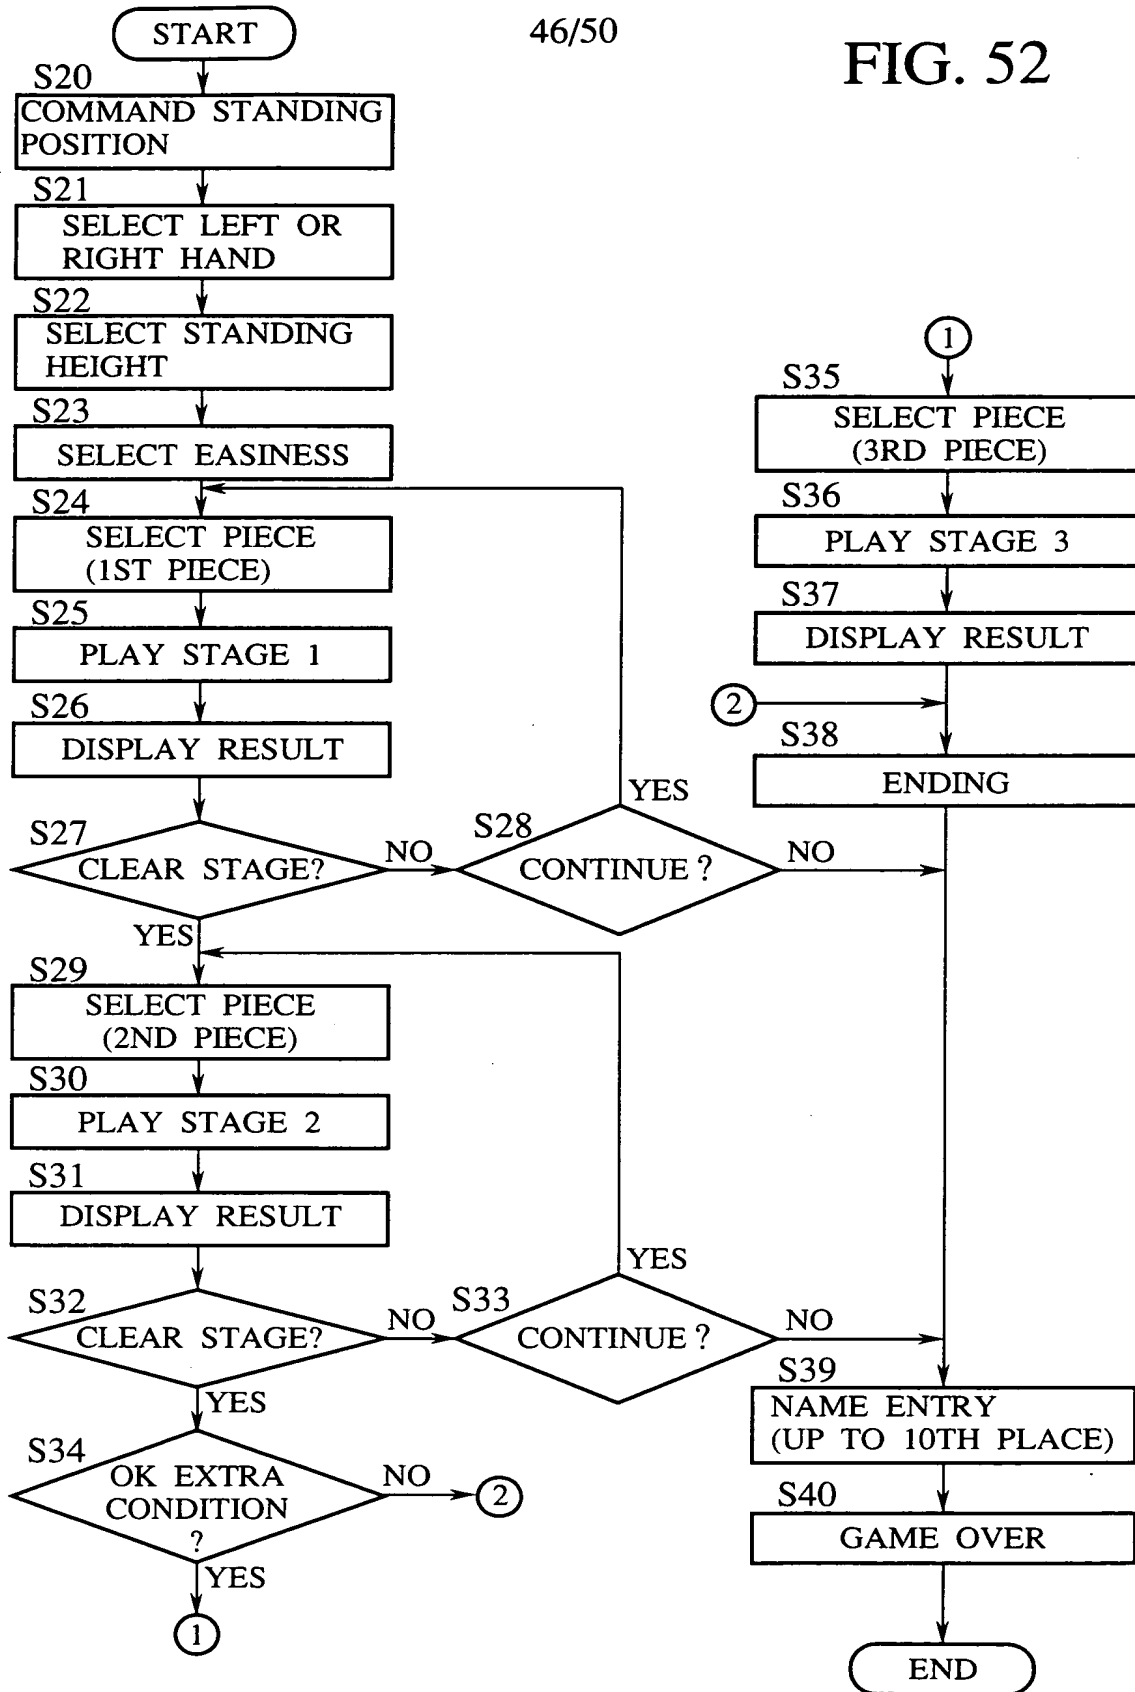 46/50
FIG. 52
START
S20
COMMAND STANDING
POSITION
S21
SELECT LEFT OR
RIGHT HAND
S22
SELECT STANDING
HEIGHT
S23
SELECT EASINESS
S24
SELECT PIECE
(1ST PIECE)
S25
PLAY STAGE 1
S26
DISPLAY RESULT
S27
CLEAR STAGE?
NO
YES
S28
CONTINUE ?
YES
NO
S29
SELECT PIECE
(2ND PIECE)
S30
PLAY STAGE 2
S31
DISPLAY RESULT
S32
CLEAR STAGE?
NO
YES
S33
CONTINUE ?
YES
NO
S34
OK EXTRA
CONDITION
?
NO
2
YES
1
1
S35
SELECT PIECE
(3RD PIECE)
S36
PLAY STAGE 3
S37
DISPLAY RESULT
2
S38
ENDING
S39
NAME ENTRY
(UP TO 10TH PLACE)
S40
GAME OVER
END